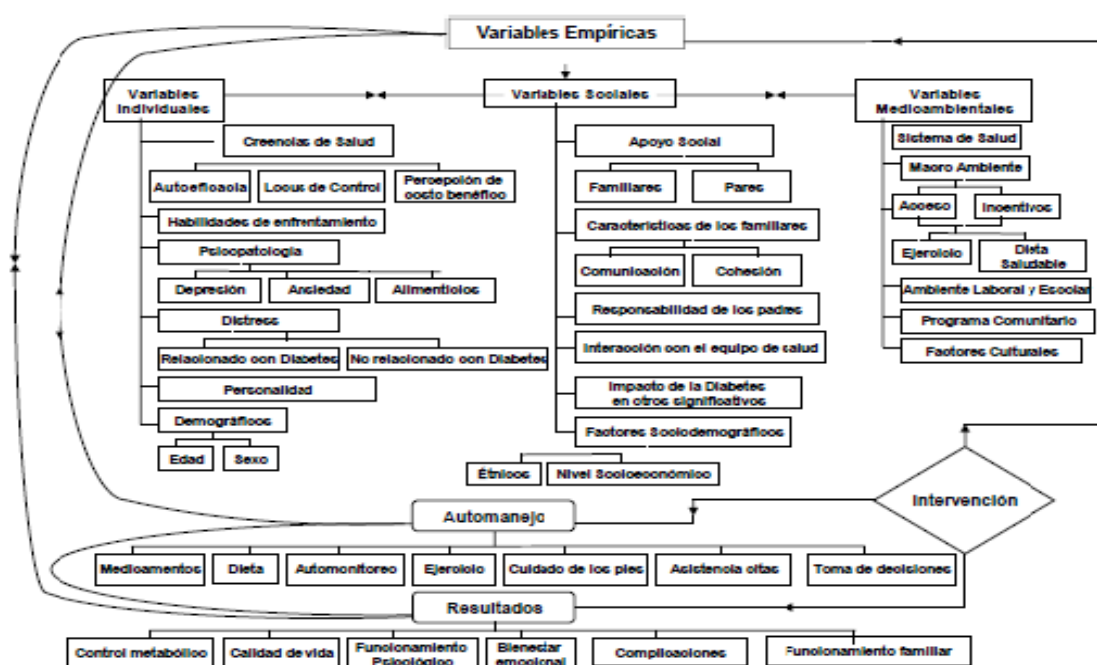 Variables Empíricas
Variables
Individuales
Variables Sociales
Variables
Medioambientales
Creencias de Salud
Autoeficacia
Locus de Control
Percepción de
costo benéfico
Habilidades de enfrentamiento
Psicopatología
Depresión
Ansiedad
Alimenticios
Distress
Relacionado con Diabetes
No relacionado con Diabetes
Personalidad
Demográficos
Edad
Sexo
Apoyo Social
Familiares
Pares
Características de los familiares
Comunicación
Cohesión
Responsabilidad de los padres
Interacción con el equipo de salud
Impacto de la Diabetes
en otros significativos
Factores Sociodemográficos
Étnicos
Nivel Socioeconómico
Sistema de Salud
Macro Ambiente
Acceso
Incentivos
Ejercicio
Dieta
Saludable
Ambiente Laboral y Escolar
Programa Comunitario
Factores Culturales
Intervención
Automanejo
Medicamentos
Dieta
Automonitoreo
Ejercicio
Cuidado de los pies
Asistencia citas
Toma de decisiones
Resultados
Control metabólico
Calidad de vida
Funcionamiento
Psicológico
Bienestar
emocional
Complicaciones
Funcionamiento familiar